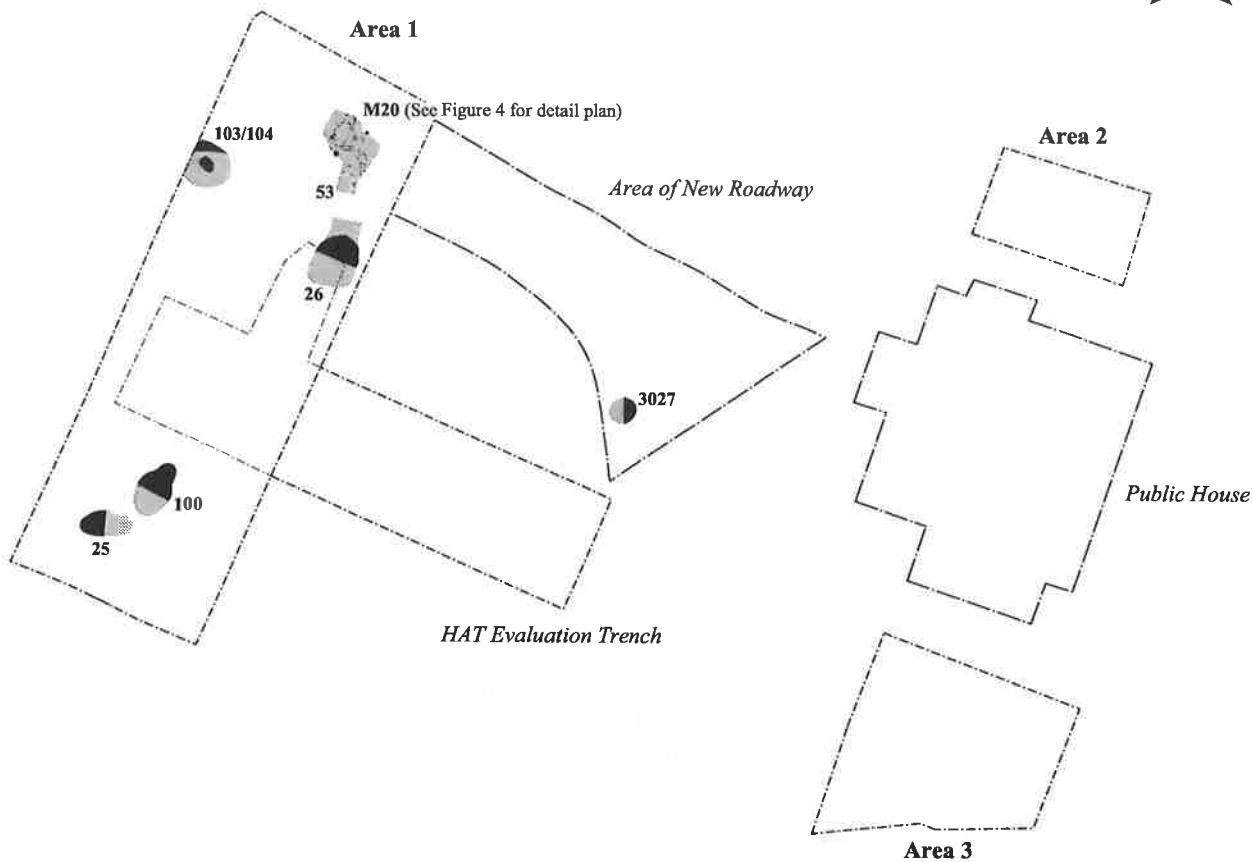 Area 1
M20 (See Figure 4 for detail plan)
103/104
Area 2
53
Area of New Roadway
26
3027
100
Public House
25
HAT Evaluation Trench
Area 3